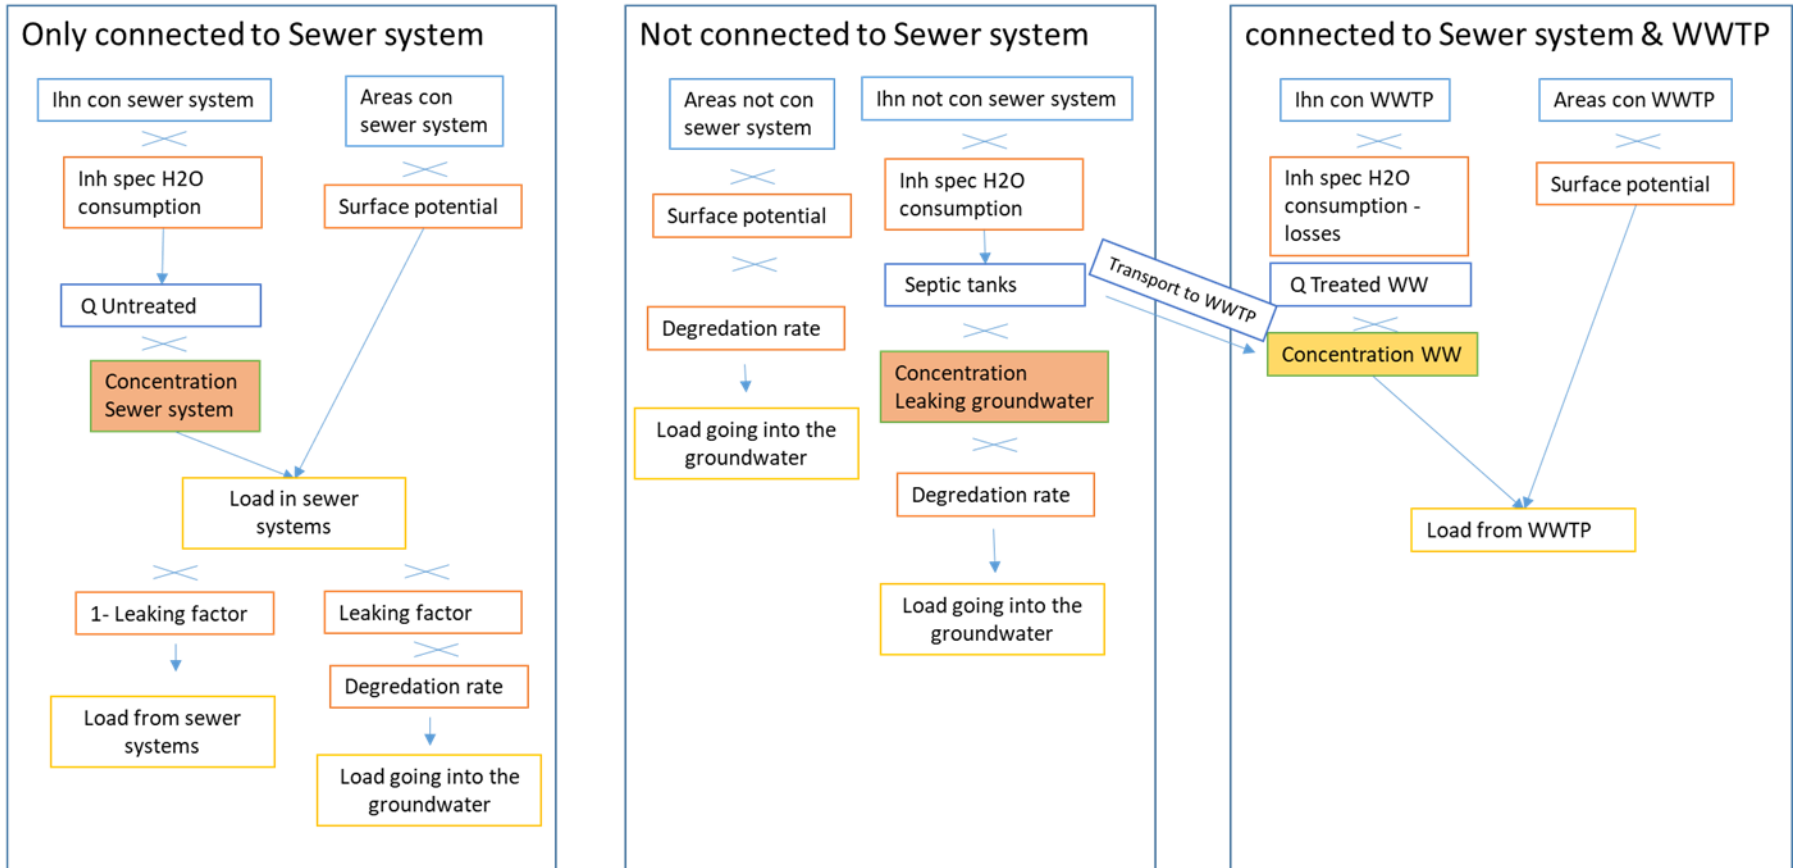 Only connected to Sewer system
Ihn con sewer system
Areas con
sewer system
Inh spec H2O
consumption
Surface potential
Q Untreated
Concentration
Sewer system
Load in sewer
systems
1- Leaking factor
Leaking factor
Degredation rate
Load from sewer
systems
Load going into the
groundwater
Not connected to Sewer system
Areas not con
sewer system
Ihn not con sewer system
Surface potential
Inh spec H2O
consumption
Septic tanks
Degredation rate
Concentration
Leaking groundwater
Load going into the
groundwater
Degredation rate
Load going into the
groundwater
Transport to WWTP
connected to Sewer system & WWTP
Ihn con WWTP
Areas con WWTP
Inh spec H2O
consumption -
losses
Surface potential
Q Treated WW
Concentration WW
Load from WWTP